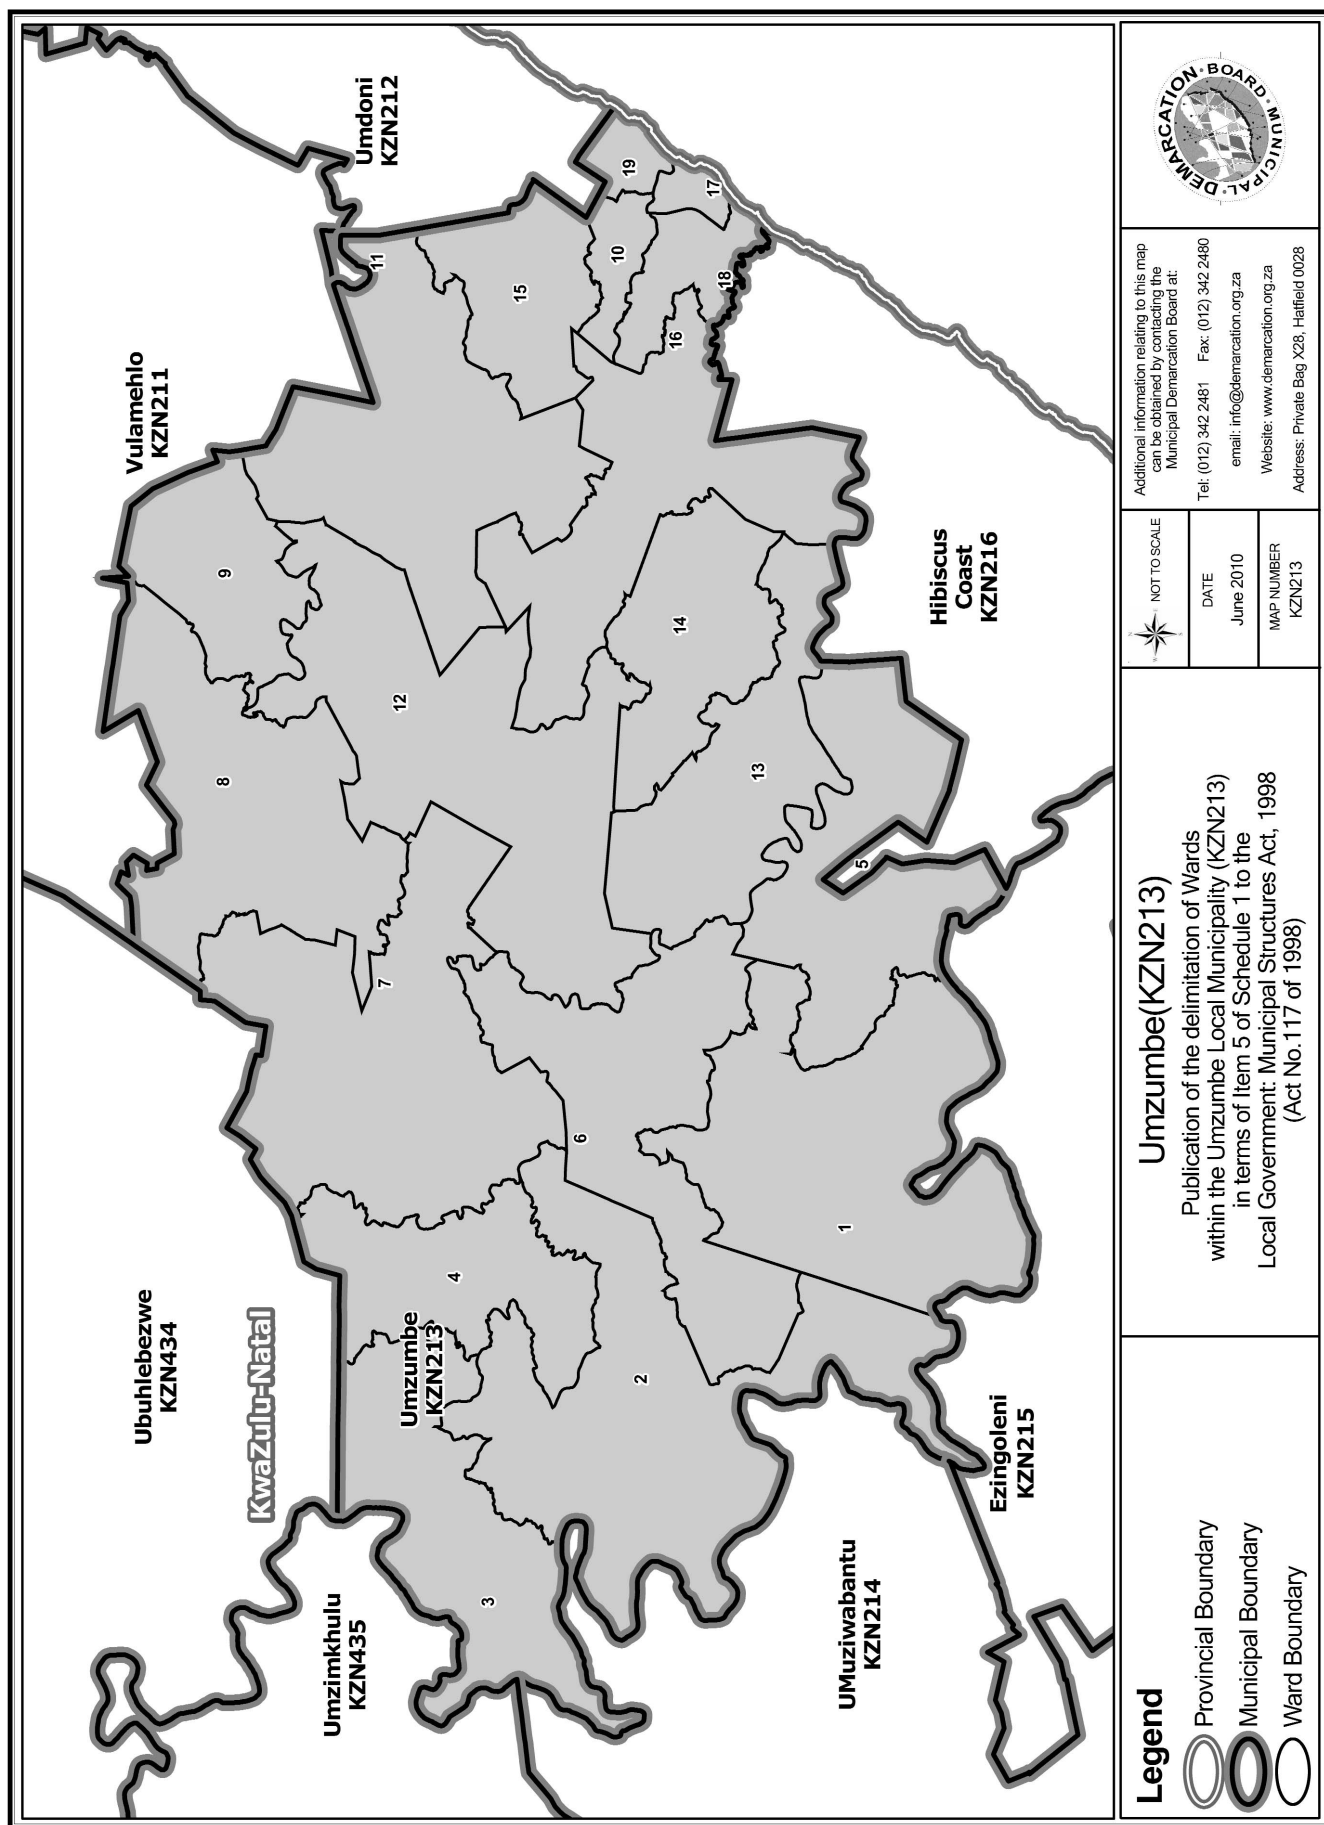 Ubuhlebezwe
KZN434
Vulamehlo
KZN211
Umdoni
KZN212
KwaZulu-Natal
Umzimkhulu
KZN435
Umzumbe
KZN213
UMuziwabantu
KZN214
Ezingoleni
KZN215
Hibiscus
Coast
KZN216
1
2
3
4
5
6
7
8
9
10
11
12
13
14
15
16
17
18
19
Legend
Provincial Boundary
Municipal Boundary
Ward Boundary
Umzumbe(KZN213)
Publication of the delimitation of Wards
within the Umzumbe Local Municipality (KZN213)
in terms of Item 5 of Schedule 1 to the
Local Government: Municipal Structures Act, 1998
(Act No.117 of 1998)
N
W
S
NOT TO SCALE
DATE
June 2010
MAP NUMBER
KZN213
Additional information relating to this map
can be obtained by contacting the
Municipal Demarcation Board at:
Tel: (012) 342 2481 Fax: (012) 342 2480
email: info@demarcation.org.za
Website: www.demarcation.org.za
Address: Private Bag X28, Hatfield 0028
MUNICIPAL · DEMARCATION · BOARD